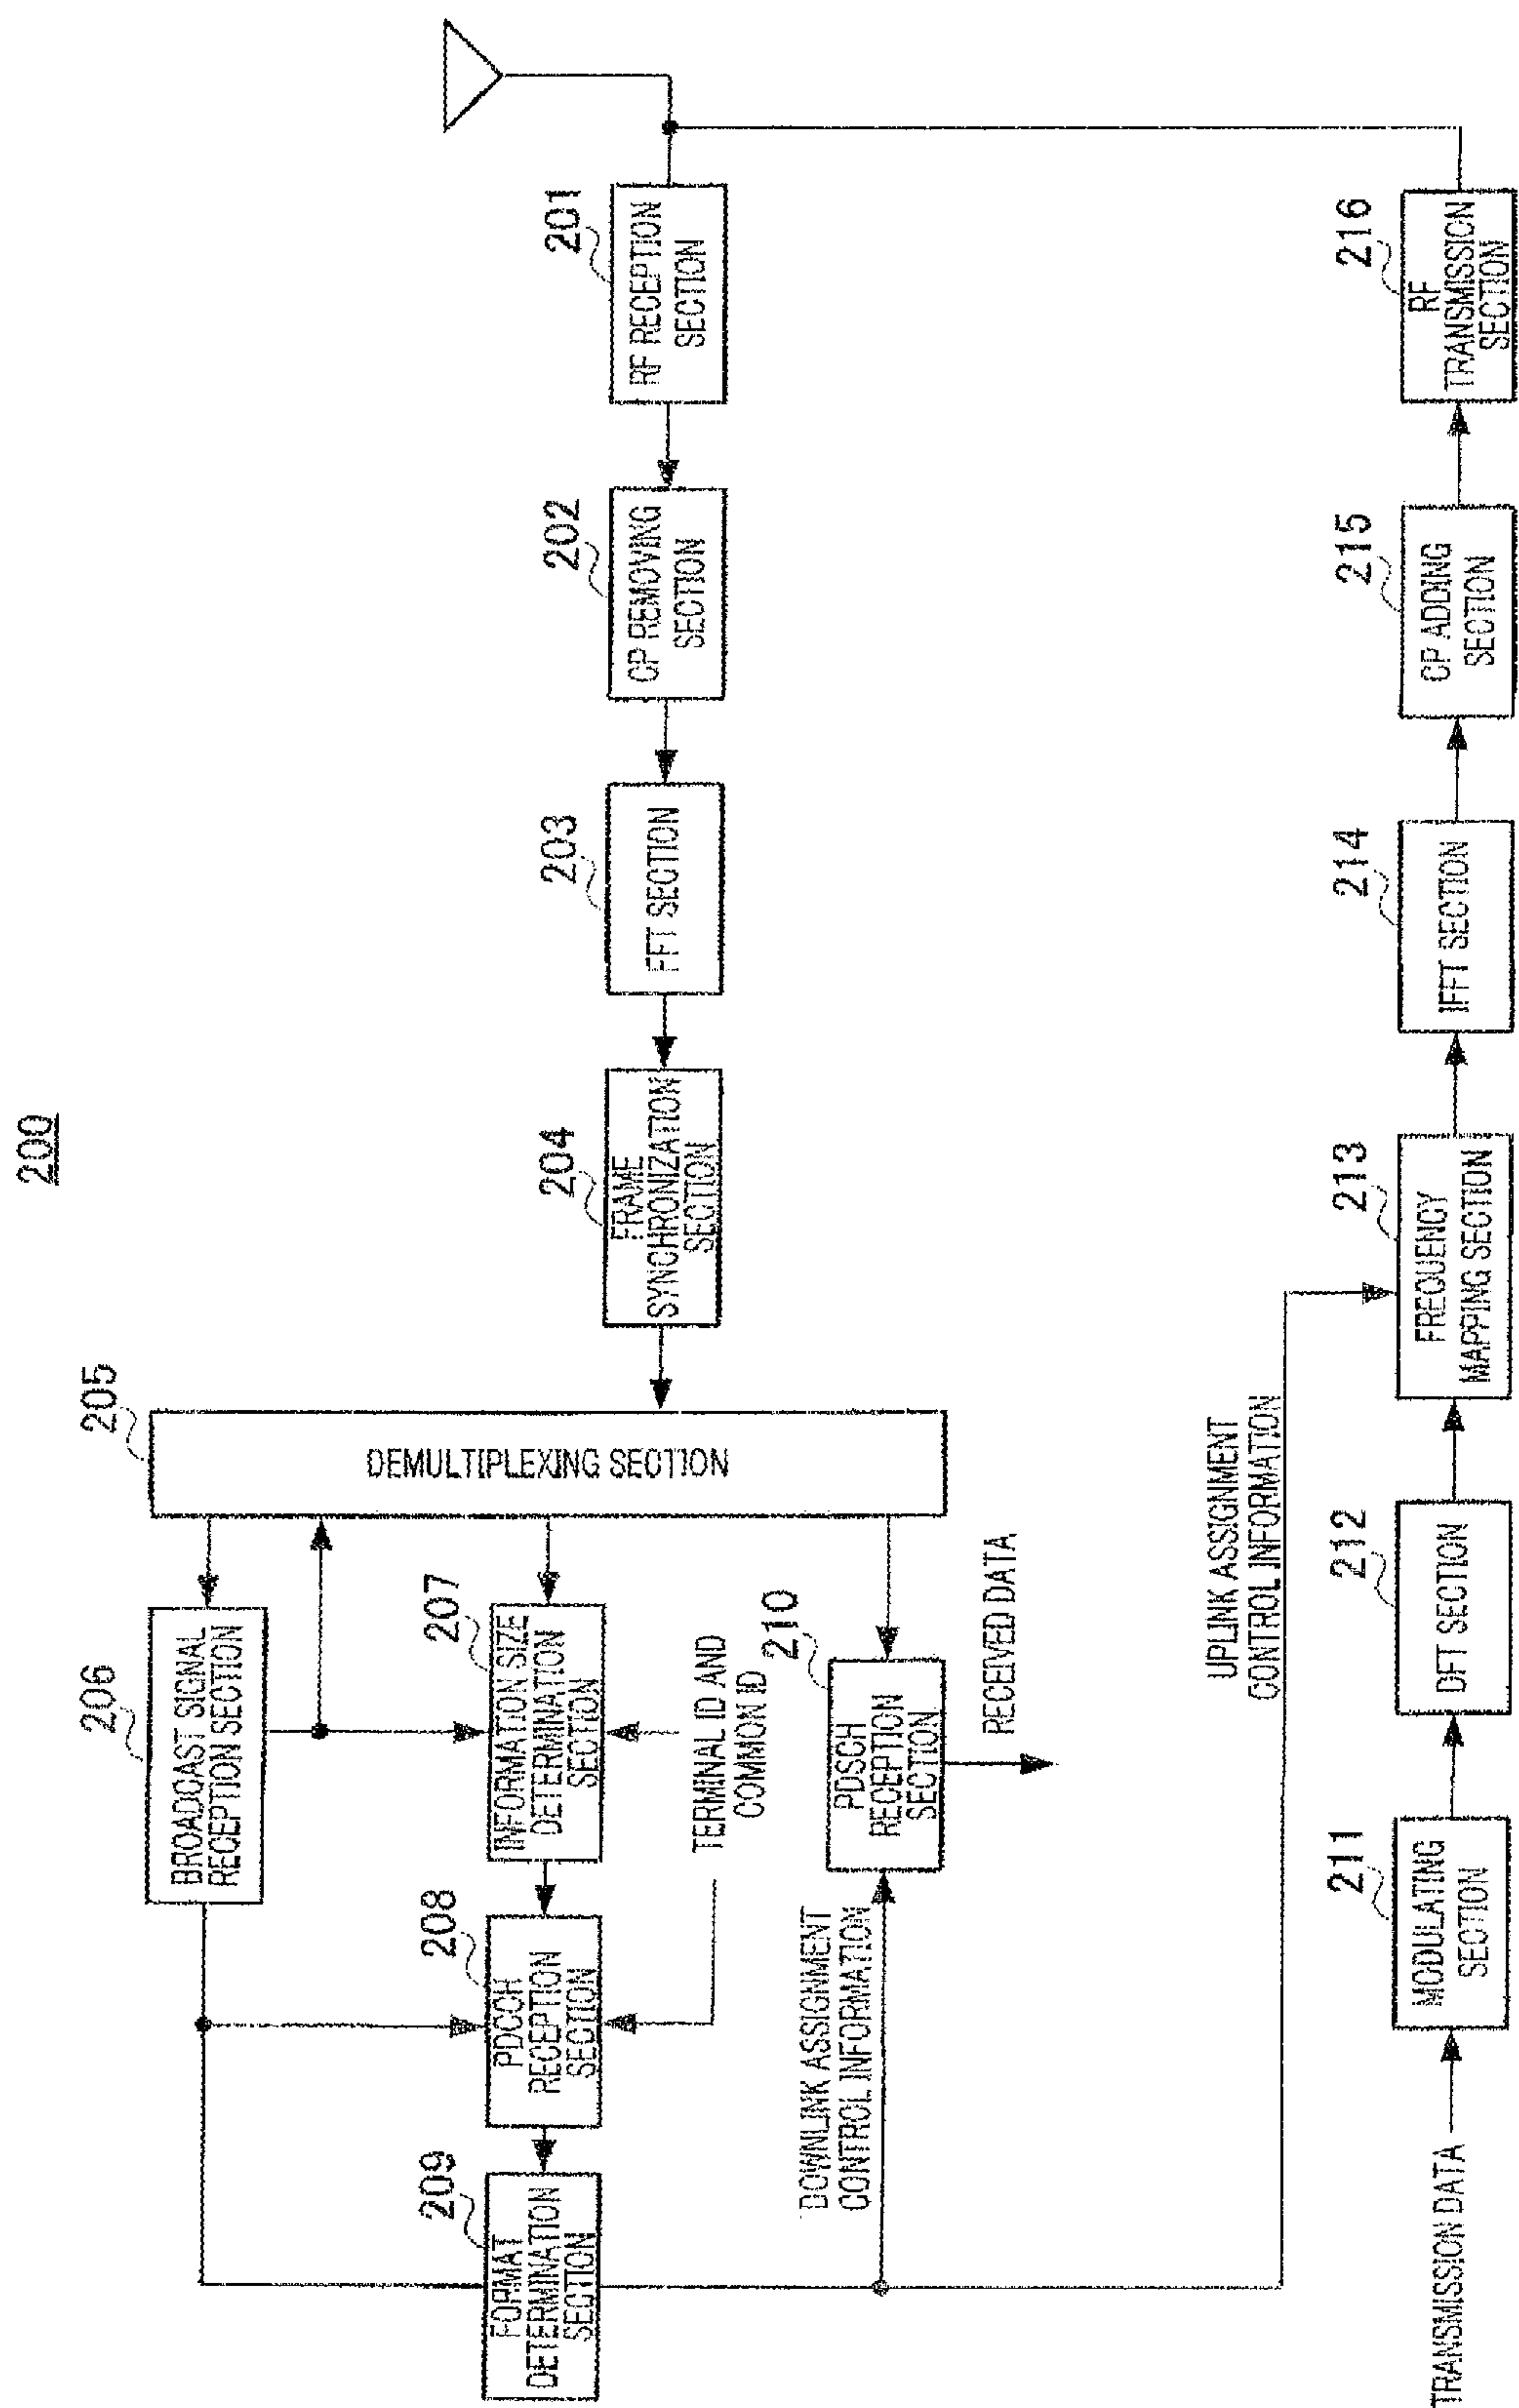 200
201
RF RECEPTION
SECTION
202
CP REMOVING
SECTION
203
FFT SECTION
204
FRAME
SYNCHRONIZATION
SECTION
205
DEMULTIPLEXING SECTION
206
BROADCAST SIGNAL
RECEPTION SECTION
207
INFORMATION SIZE
DETERMINATION
SECTION
208
PDCCH
RECEPTION
SECTION
209
FORMAT
DETERMINATION
SECTION
TERMINAL ID AND
COMMON ID
210
PDSCH
RECEPTION
SECTION
RECEIVED DATA
DOWNLINK ASSIGNMENT
CONTROL INFORMATION
UPLINK ASSIGNMENT
CONTROL INFORMATION
TRANSMISSION DATA
211
MODULATING
SECTION
212
DFT SECTION
213
FREQUENCY
MAPPING SECTION
214
IFFT SECTION
215
CP ADDING
SECTION
216
RF
TRANSMISSION
SECTION